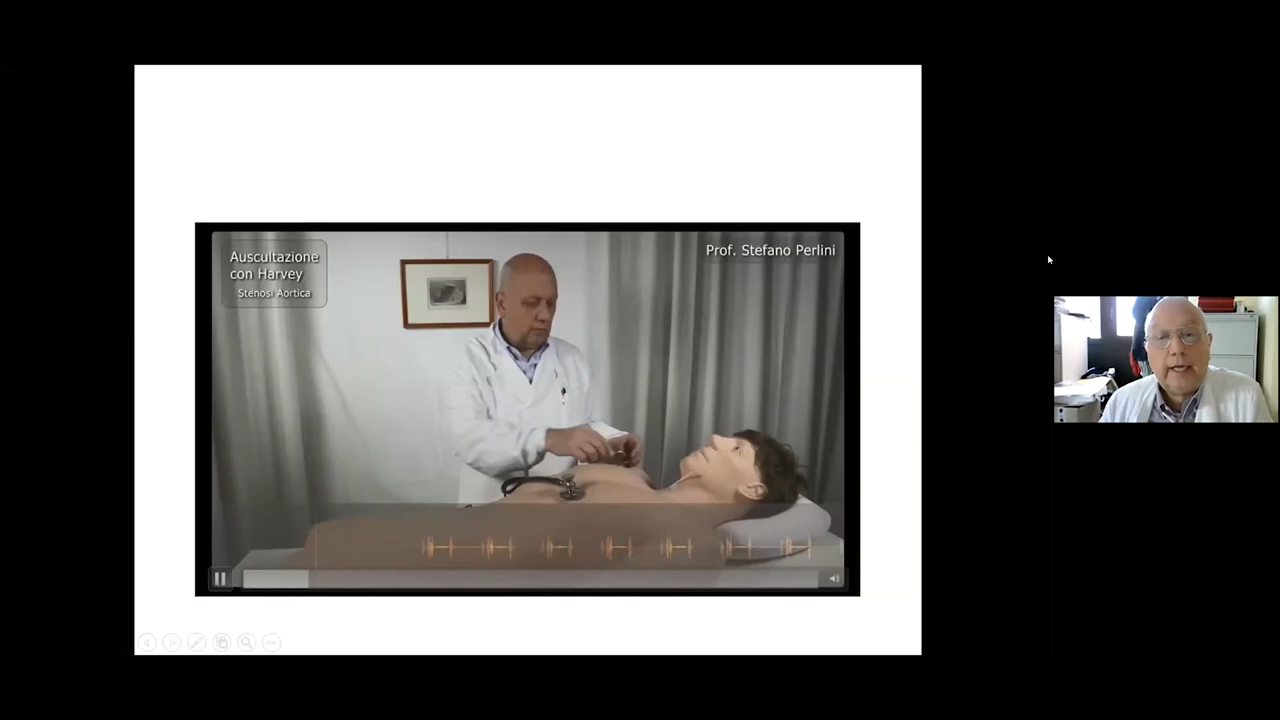 Auscultazione
con Harvey
Stenosi Aortica
Prof. Stefano Perlini